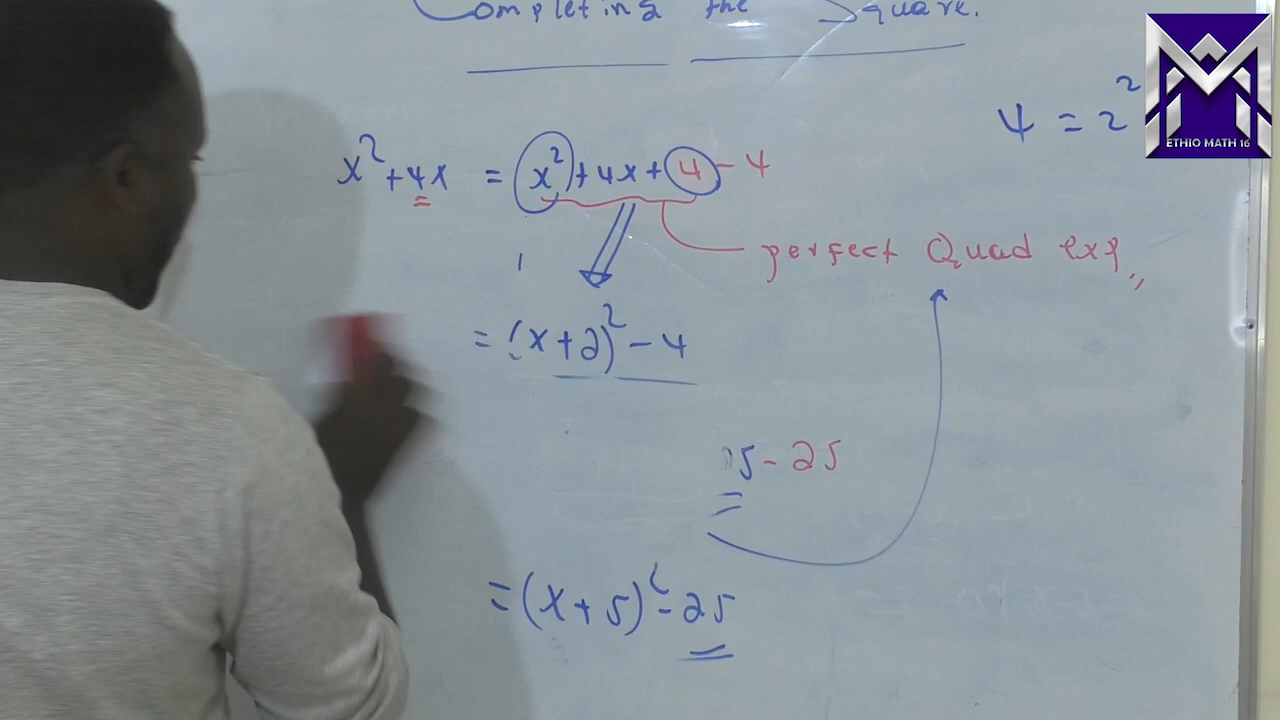 Completing the Square.
4 = 2²
ETHIO MATH 16
x² + 4x = x² + 4x + 4 - 4
perfect Quad exp
= (x + 2)² - 4
5 - 25
= (x + 5)² - 25